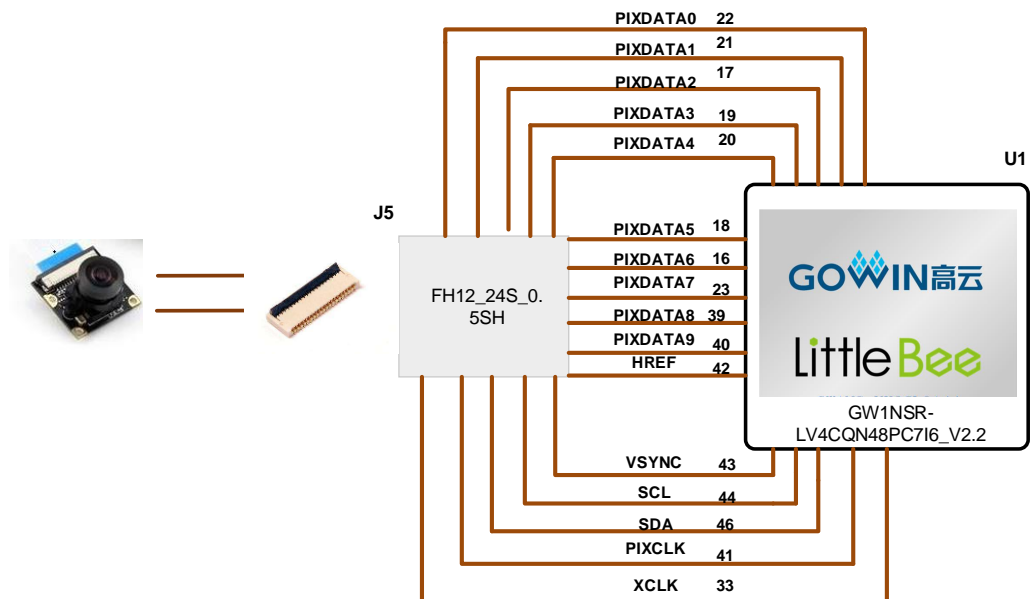 PIXDATA0 22
PIXDATA1 21
PIXDATA2 17
PIXDATA3 19
PIXDATA4 20
U1
J5
PIXDATA5 18
PIXDATA6 16
PIXDATA7 23
PIXDATA8 39
PIXDATA9 40
HREF 42
FH12_24S_0.
5SH
GOWIN高云
LittleBee
GW1NSR-
LV4CQN48PC7I6_V2.2
VSYNC 43
SCL 44
SDA 46
PIXCLK 41
XCLK 33